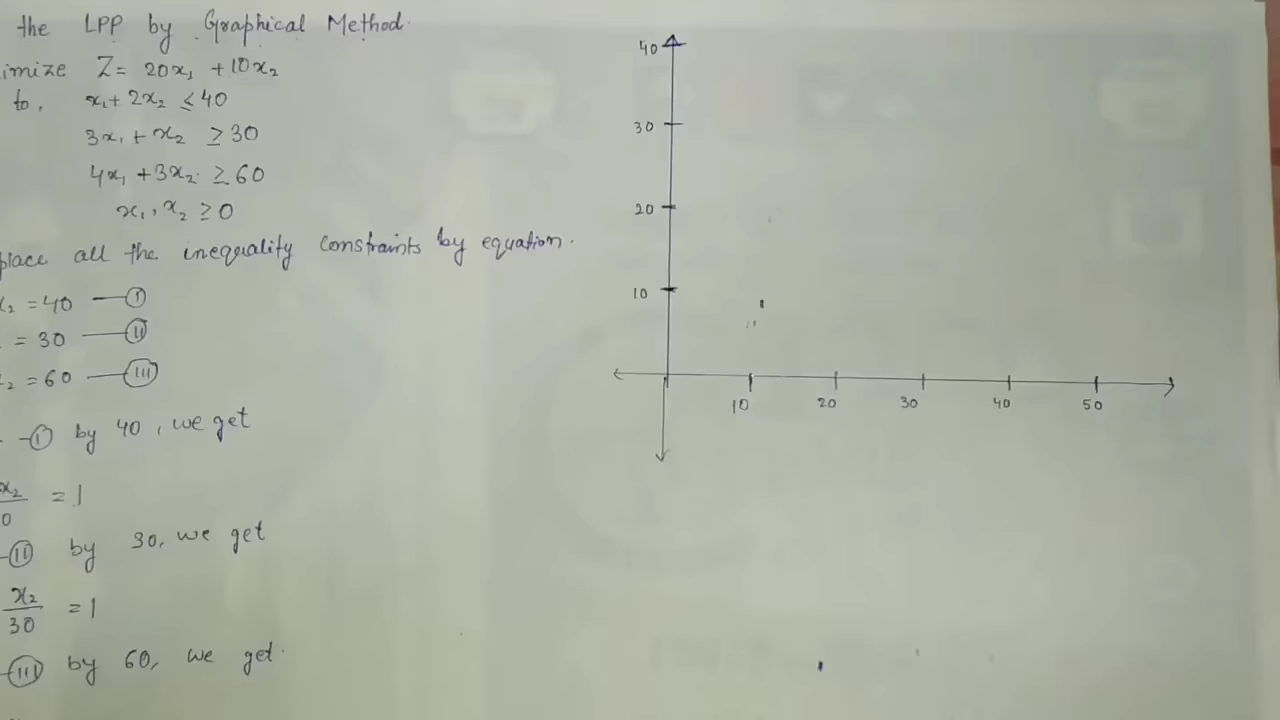 the LPP by Graphical Method.
imize Z = 20x₁ + 10x₂
to, x₁ + 2x₂ ≤ 40
3x₁ + x₂ ≥ 30
4x₁ + 3x₂ ≥ 60
x₁, x₂ ≥ 0
place all the inequality constraints by equation.
x₂ = 40 — (I)
= 30 — (II)
x₂ = 60 — (III)
- (I) by 40, we get
x₂/0 = 1
- (II) by 30, we get
x₂/30 = 1
- (III) by 60, we get.
40
30
20
10
10 20 30 40 50